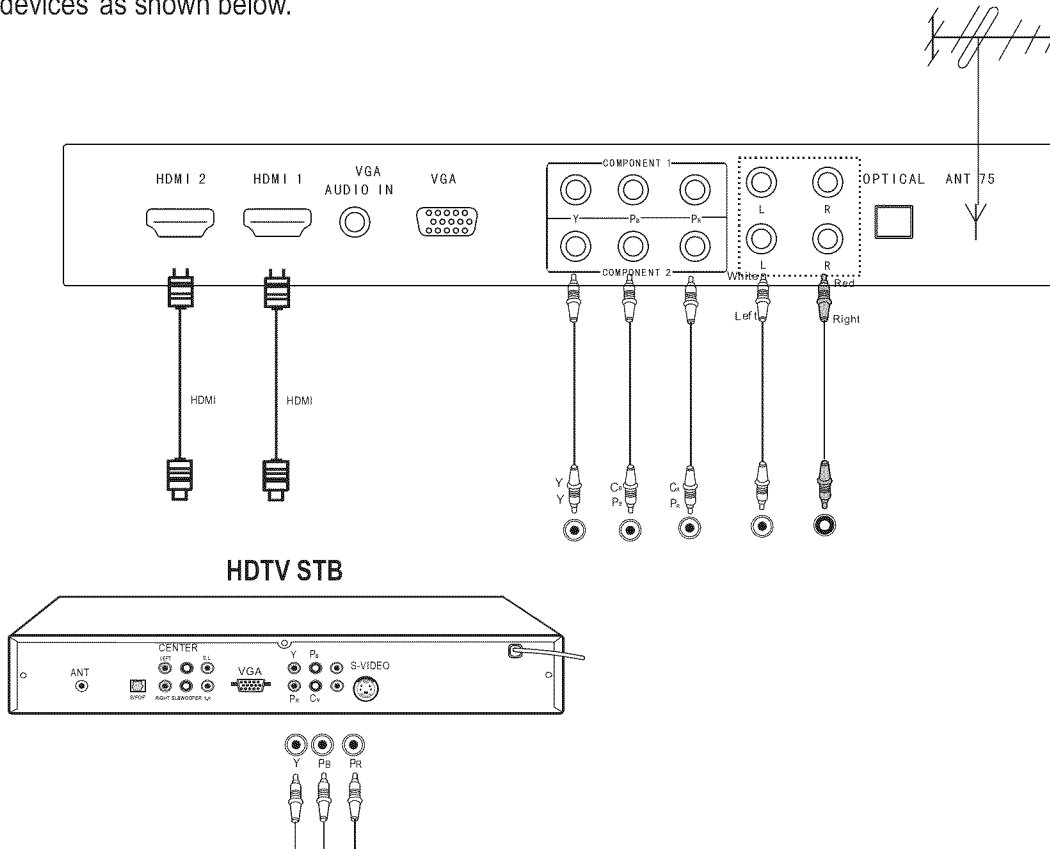 devices as shown below.
HDMI 2
HDMI 1
VGA
AUDIO IN
VGA
COMPONENT 1
Y
PB
PR
COMPONENT 2
L
R
L
R
OPTICAL
ANT 75
White
Red
Left
Right
HDMI
HDMI
Y
Y
CB
PB
CR
PR
HDTV STB
ANT
S/PDIF
CENTER
LEFT
S.L
RIGHT SUBWOOFER
VGA
Y
PB
PR
S-VIDEO
Y
PB
PR